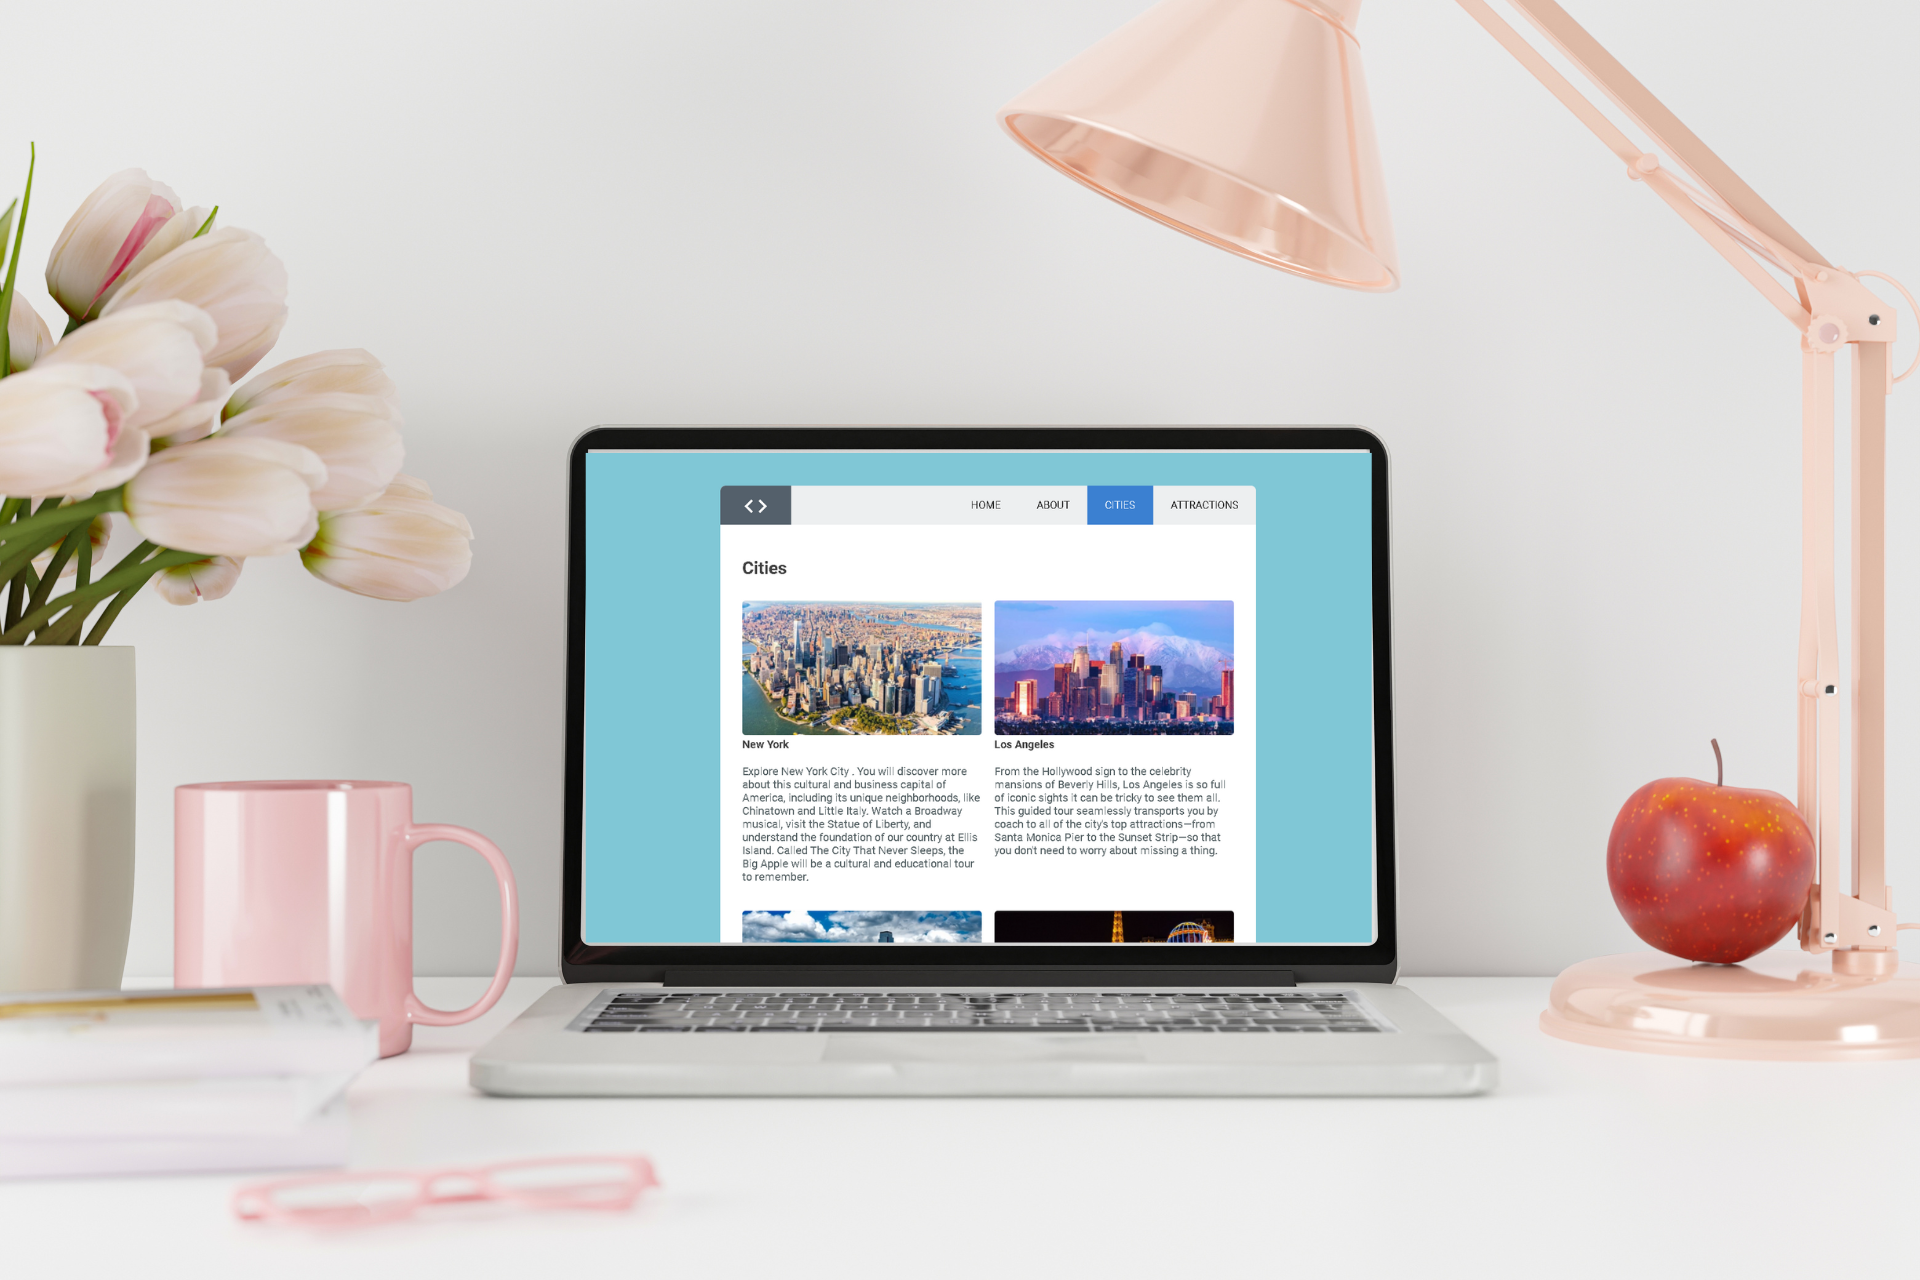 <>
HOME ABOUT CITIES ATTRACTIONS
Cities
New York
Explore New York City . You will discover more
about this cultural and business capital of
America, including its unique neighborhoods, like
Chinatown and Little Italy. Watch a Broadway
musical, visit the Statue of Liberty, and
understand the foundation of our country at Ellis
Island. Called The City That Never Sleeps, the
Big Apple will be a cultural and educational tour
to remember.
Los Angeles
From the Hollywood sign to the celebrity
mansions of Beverly Hills, Los Angeles is so full
of iconic sights it can be tricky to see them all.
This guided tour seamlessly transports you by
coach to all of the city's top attractions—from
Santa Monica Pier to the Sunset Strip—so that
you don't need to worry about missing a thing.